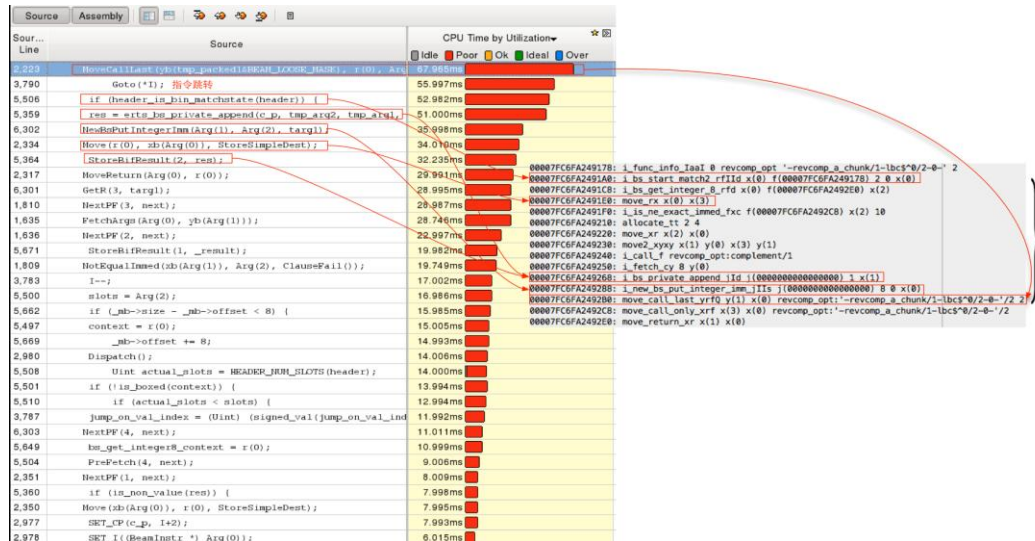 Source Assembly
Sour... Line Source CPU Time by Utilization
Idle Poor Ok Ideal Over
2,223 MoveCallLast(yb(tmp_packed1&BEAM_LOOSE_MASK), r(0), Arg 67.965ms
3,790 Goto(*I); 指令跳转 55.997ms
5,506 if (header_is_bin_matchstate(header)) { 52.982ms
5,359 res = erts_bs_private_append(c_p, tmp_arg2, tmp_arg1, 51.000ms
6,302 NewBsPutIntegerImm(Arg(1), Arg(2), targ1); 35.998ms
2,334 Move(r(0), xb(Arg(0)), StoreSimpleDest); 34.010ms
5,364 StoreBifResult(2, res); 32.235ms
2,317 MoveReturn(Arg(0), r(0)); 29.991ms
6,301 GetR(3, targ1); 28.995ms
1,810 NextPF(3, next); 28.987ms
1,635 FetchArgs(Arg(0), yb(Arg(1))); 28.746ms
1,636 NextPF(2, next); 22.997ms
5,671 StoreBifResult(1, _result); 19.982ms
1,809 NotEqualImmed(xb(Arg(1)), Arg(2), ClauseFail()); 19.749ms
3,783 I--; 17.002ms
5,500 slots = Arg(2); 16.986ms
5,662 if (_mb->size - _mb->offset < 8) { 15.985ms
5,497 context = r(0); 15.005ms
5,669 _mb->offset += 8; 14.993ms
2,980 Dispatch(); 14.006ms
5,508 Uint actual_slots = HEADER_NUM_SLOTS(header); 14.000ms
5,501 if (!is_boxed(context)) { 13.994ms
5,510 if (actual_slots < slots) { 12.994ms
3,787 jump_on_val_index = (Uint) (signed_val(jump_on_val_ind 11.992ms
6,303 NextPF(4, next); 11.011ms
5,649 bs_get_integer8_context = r(0); 10.999ms
5,504 PreFetch(4, next); 9.006ms
2,351 NextPF(1, next); 8.009ms
5,360 if (is_non_value(res)) { 7.998ms
2,350 Move(xb(Arg(0)), r(0), StoreSimpleDest); 7.995ms
2,977 SET_CP(c_p, I+2); 7.993ms
2,978 SET_I((BeamInstr *) Arg(0)); 6.015ms
00007FC6FA249178: i_func_info_IaaI 0 revcomp_opt '-revcomp_a_chunk/1-lbc$^0/2-0-' 2
00007FC6FA2491A0: i_bs_start_match2_rfIId x(0) f(00007FC6FA249178) 2 0 x(0)
00007FC6FA2491C8: i_bs_get_integer_8_rfd x(0) f(00007FC6FA2492E0) x(2)
00007FC6FA2491E0: move_rx x(0) x(3)
00007FC6FA2491F0: i_is_ne_exact_immed_fxc f(00007FC6FA2492C8) x(2) 10
00007FC6FA249210: allocate_tt 2 4
00007FC6FA249220: move_xr x(2) x(0)
00007FC6FA249230: move2_xyxy x(1) y(0) x(3) y(1)
00007FC6FA249240: i_call_f revcomp_opt:complement/1
00007FC6FA249250: i_fetch_cy 8 y(0)
00007FC6FA249268: i_bs_private_append_jId j(0000000000000000) 1 x(1)
00007FC6FA249288: i_new_bs_put_integer_imm_jIIs j(0000000000000000) 8 0 x(0)
00007FC6FA2492B0: move_call_last_yrfQ y(1) x(0) revcomp_opt:'-revcomp_a_chunk/1-lbc$^0/2-0-'/2 2
00007FC6FA2492C8: move_call_only_xrf x(3) x(0) revcomp_opt:'-revcomp_a_chunk/1-lbc$^0/2-0-'/2
00007FC6FA2492E0: move_return_xr x(1) x(0)